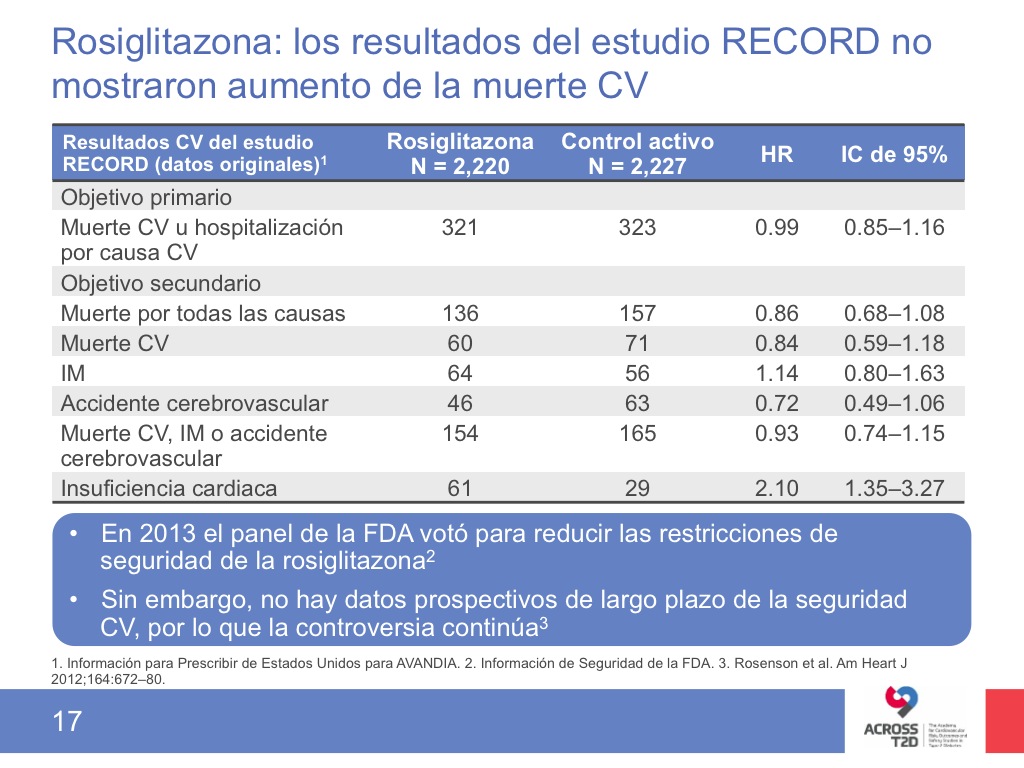 Rosiglitazona: los resultados del estudio RECORD no
mostraron aumento de la muerte CV
Resultados CV del estudio
RECORD (datos originales)1
Rosiglitazona
N = 2,220
Control activo
N = 2,227
HR
IC de 95%
Objetivo primario
Muerte CV u hospitalización
por causa CV
321 323 0.99 0.85–1.16
Objetivo secundario
Muerte por todas las causas 136 157 0.86 0.68–1.08
Muerte CV 60 71 0.84 0.59–1.18
IM 64 56 1.14 0.80–1.63
Accidente cerebrovascular 46 63 0.72 0.49–1.06
Muerte CV, IM o accidente
cerebrovascular
154 165 0.93 0.74–1.15
Insuficiencia cardiaca 61 29 2.10 1.35–3.27
• En 2013 el panel de la FDA votó para reducir las restricciones de
seguridad de la rosiglitazona2
• Sin embargo, no hay datos prospectivos de largo plazo de la seguridad
CV, por lo que la controversia continúa3
1. Información para Prescribir de Estados Unidos para AVANDIA. 2. Información de Seguridad de la FDA. 3. Rosenson et al. Am Heart J
2012;164:672–80.
17
ACROSS
T2D
The Academy
for Cardiovascular
Risk, Outcomes and
Safety Studies in
Type 2 Diabetes